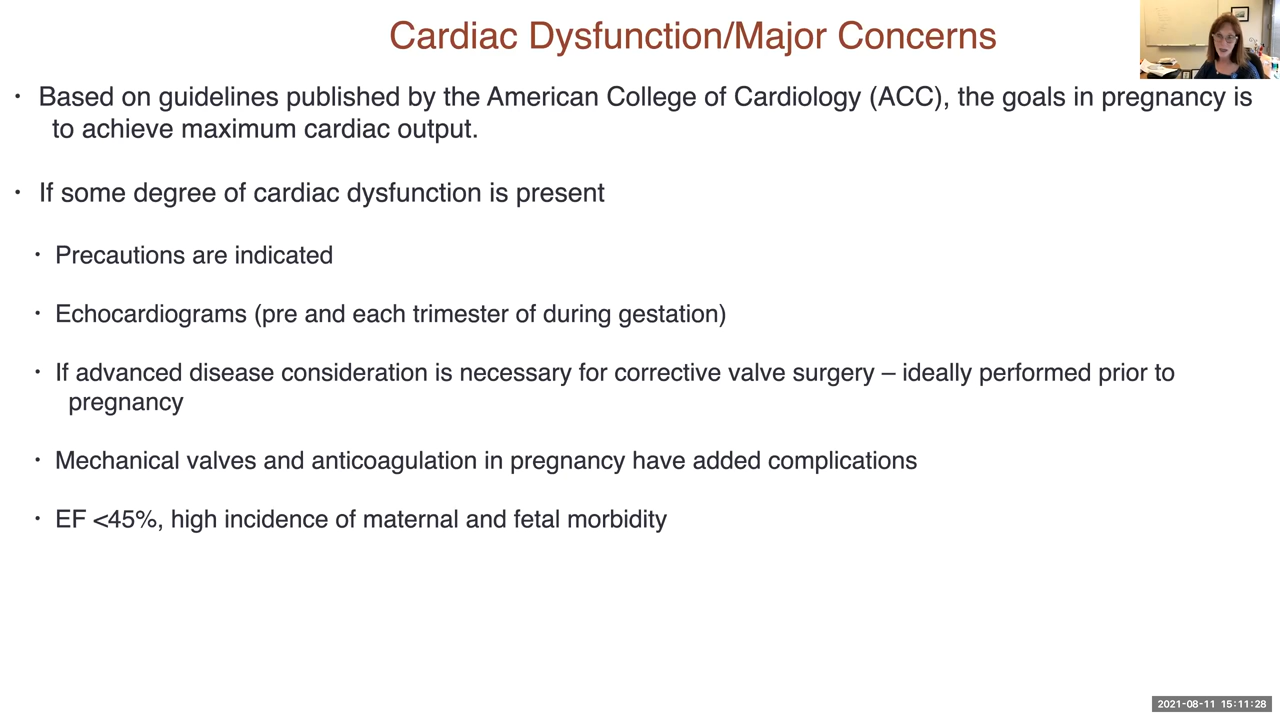 Cardiac Dysfunction/Major Concerns
· Based on guidelines published by the American College of Cardiology (ACC), the goals in pregnancy is
to achieve maximum cardiac output.
· If some degree of cardiac dysfunction is present
· Precautions are indicated
· Echocardiograms (pre and each trimester of during gestation)
· If advanced disease consideration is necessary for corrective valve surgery – ideally performed prior to
pregnancy
· Mechanical valves and anticoagulation in pregnancy have added complications
· EF <45%, high incidence of maternal and fetal morbidity
2021-08-11 15:11:28